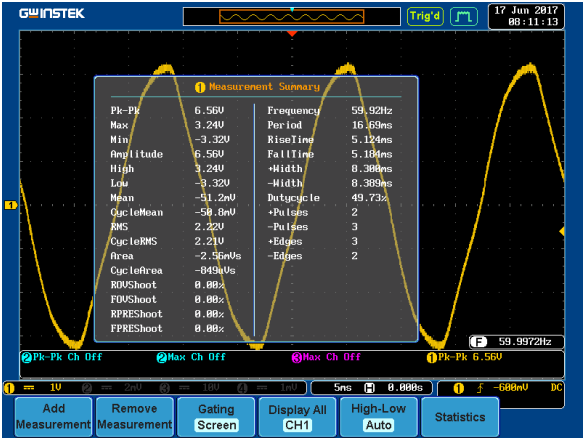 GWINSTEK
Trig'd
17 Jun 2017
08:11:13
1 Measurement Summary
Pk-Pk 6.56V Frequency 59.92Hz
Max 3.24V Period 16.69ms
Min -3.32V RiseTime 5.124ms
Amplitude 6.56V FallTime 5.184ms
High 3.24V +Width 8.300ms
Low -3.32V -Width 8.389ms
Mean -51.2mV Dutycycle 49.73%
CycleMean -50.8mV +Pulses 2
RMS 2.22V -Pulses 3
CycleRMS 2.21V +Edges 3
Area -2.56mVs -Edges 2
CycleArea -849uVs
ROVShoot 0.00%
FOVShoot 0.00%
RPREShoot 0.00%
FPREShoot 0.00%
1
F 59.9972Hz
2 Pk-Pk Ch Off 2 Max Ch Off 3 Max Ch Off 1 Pk-Pk 6.56V
1 1V 2 2mV 3 10V 4 1mV 5ms H 0.000s 1 -600mV DC
Add Measurement
Remove Measurement
Gating
Screen
Display All
CH1
High-Low
Auto
Statistics